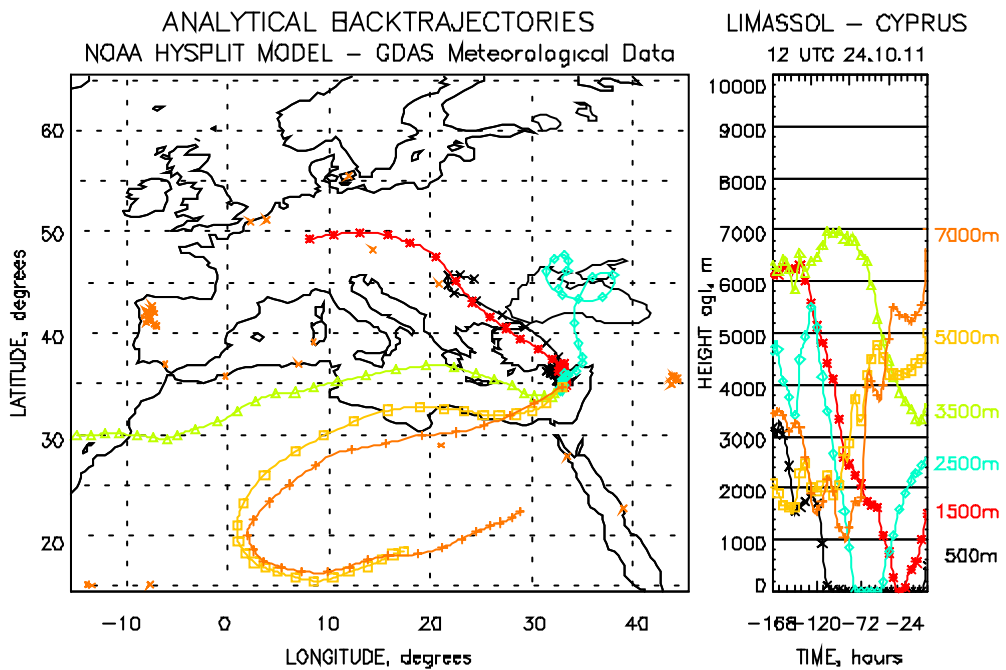 ANALYTICAL BACKTRAJECTORIES
NOAA HYSPLIT MODEL – GDAS Meteorological Data
LIMASSOL – CYPRUS
12 UTC 24.10.11
60
50
40
30
20
LATITUDE, degrees
−10 0 10 20 30 40
LONGITUDE, degrees
10000
9000
8000
7000
6000
5000
4000
3000
2000
1000
0
HEIGHT agl, m
7000m
5000m
3500m
2500m
1500m
500m
−168 −120 −72 −24
TIME, hours